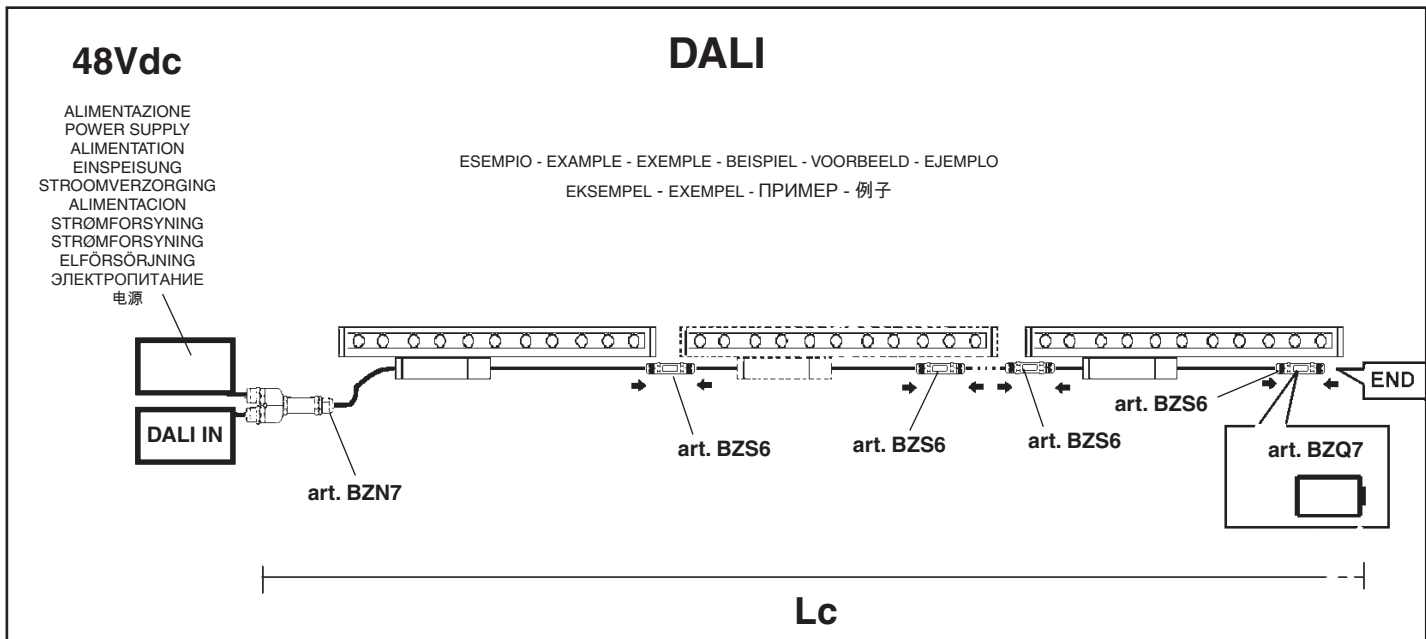 48Vdc
DALI
ALIMENTAZIONE
POWER SUPPLY
ALIMENTATION
EINSPEISUNG
STROOMVERZORGING
ALIMENTACION
STRØMFORSYNING
STRØMFORSYNING
ELFÖRSÖRJNING
ЭЛЕКТРОПИТАНИЕ
电源
ESEMPIO - EXAMPLE - EXEMPLE - BEISPIEL - VOORBEELD - EJEMPLO
EKSEMPEL - EXEMPEL - ПРИМЕР - 例子
DALI IN
art. BZN7
art. BZS6
art. BZS6
art. BZS6
art. BZS6
END
art. BZQ7
Lc